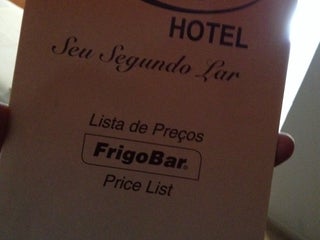 HOTEL
Seu Segundo Lar
Lista de Preços
FrigoBar®
Price List